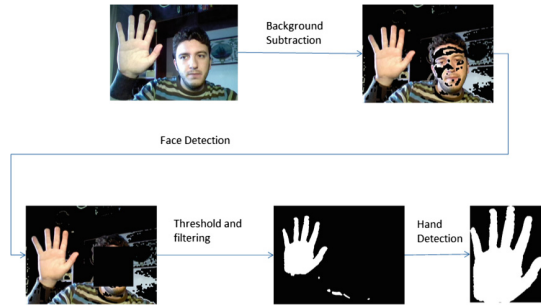 Background
Subtraction
Face Detection
Threshold and
filtering
Hand
Detection